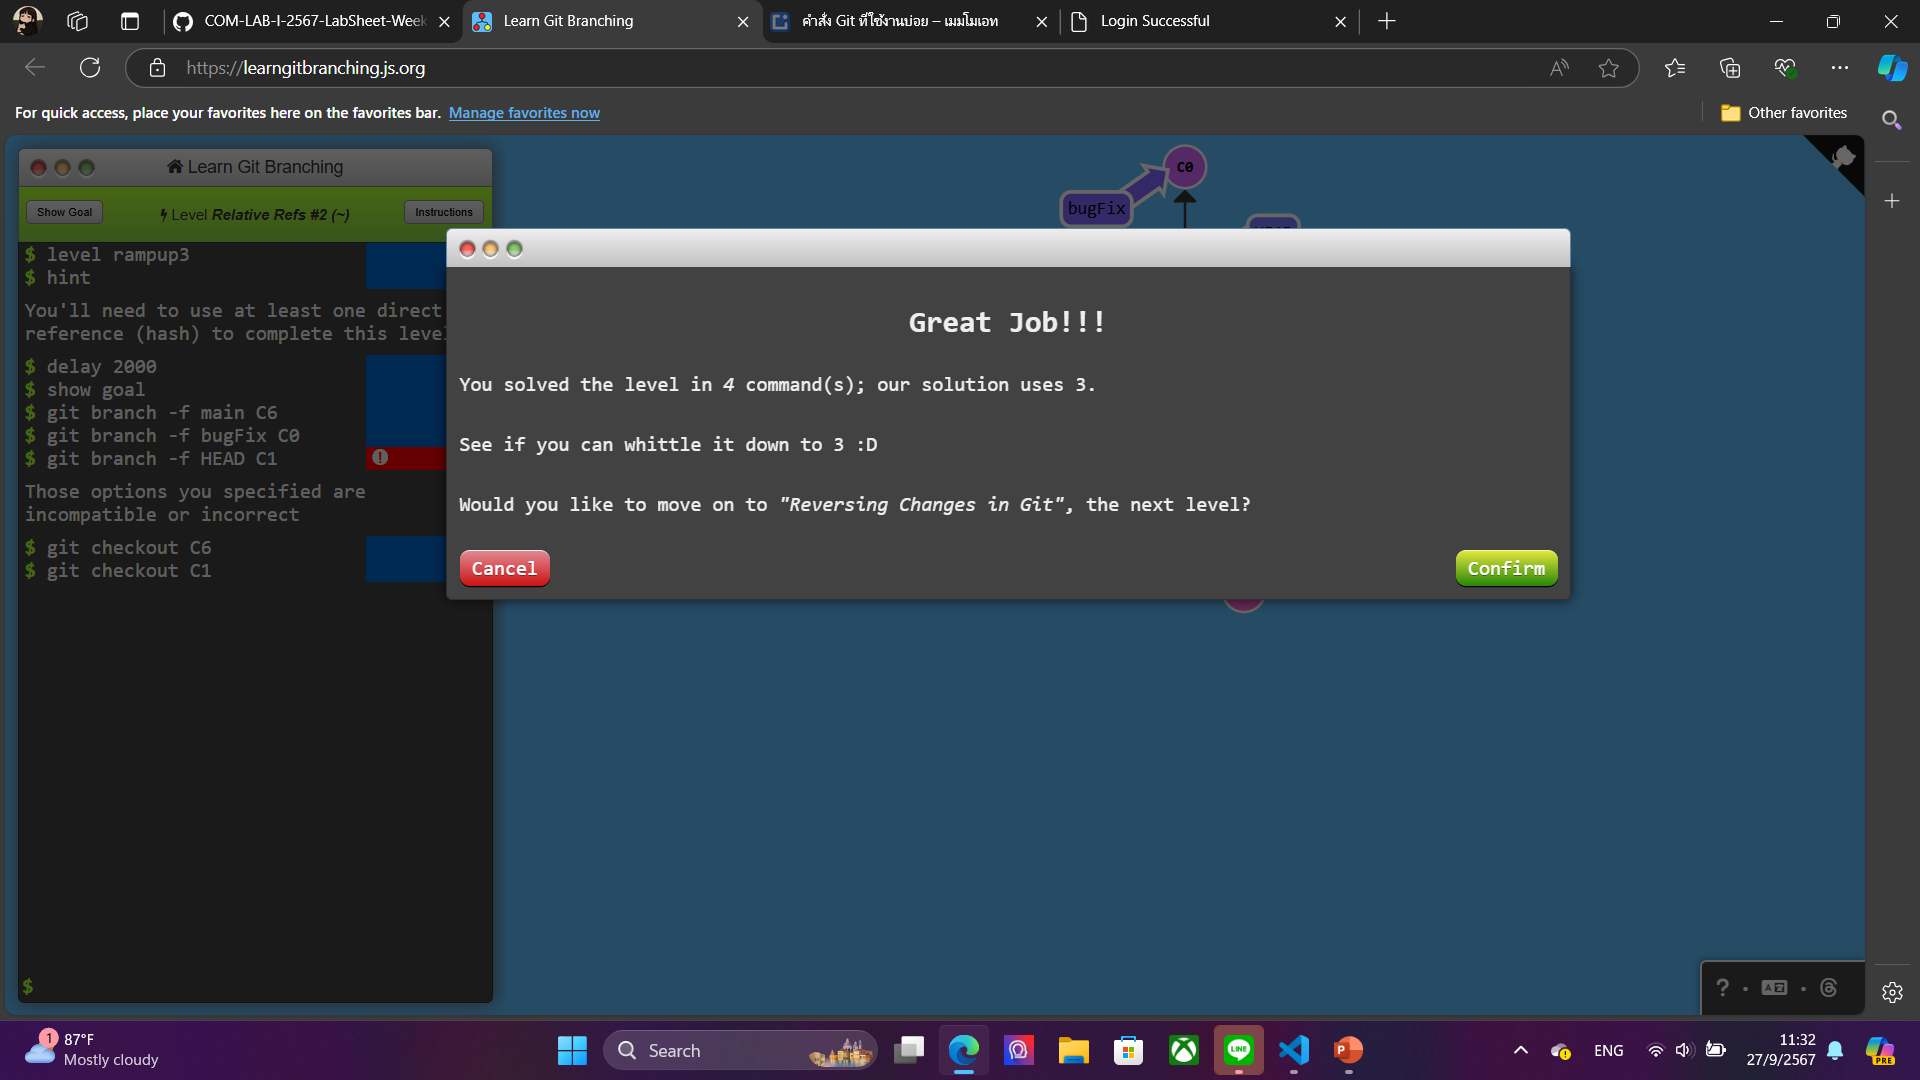 COM-LAB-I-2567-LabSheet-Week
Learn Git Branching
คำสั่ง Git ที่ใช้งานบ่อย – เมมโมเอท
Login Successful
https://learngitbranching.js.org
For quick access, place your favorites here on the favorites bar. Manage favorites now
Other favorites
Learn Git Branching
Show Goal
Level Relative Refs #2 (~)
Instructions
$ level rampup3
$ hint
You'll need to use at least one direct
reference (hash) to complete this level
$ delay 2000
$ show goal
$ git branch -f main C6
$ git branch -f bugFix C0
$ git branch -f HEAD C1
Those options you specified are
incompatible or incorrect
$ git checkout C6
$ git checkout C1
$
C0
bugFix
Great Job!!!
You solved the level in 4 command(s); our solution uses 3.
See if you can whittle it down to 3 :D
Would you like to move on to "Reversing Changes in Git", the next level?
Cancel
Confirm
1
87°F
Mostly cloudy
Search
LINE
ENG
11:32
27/9/2567
PRE